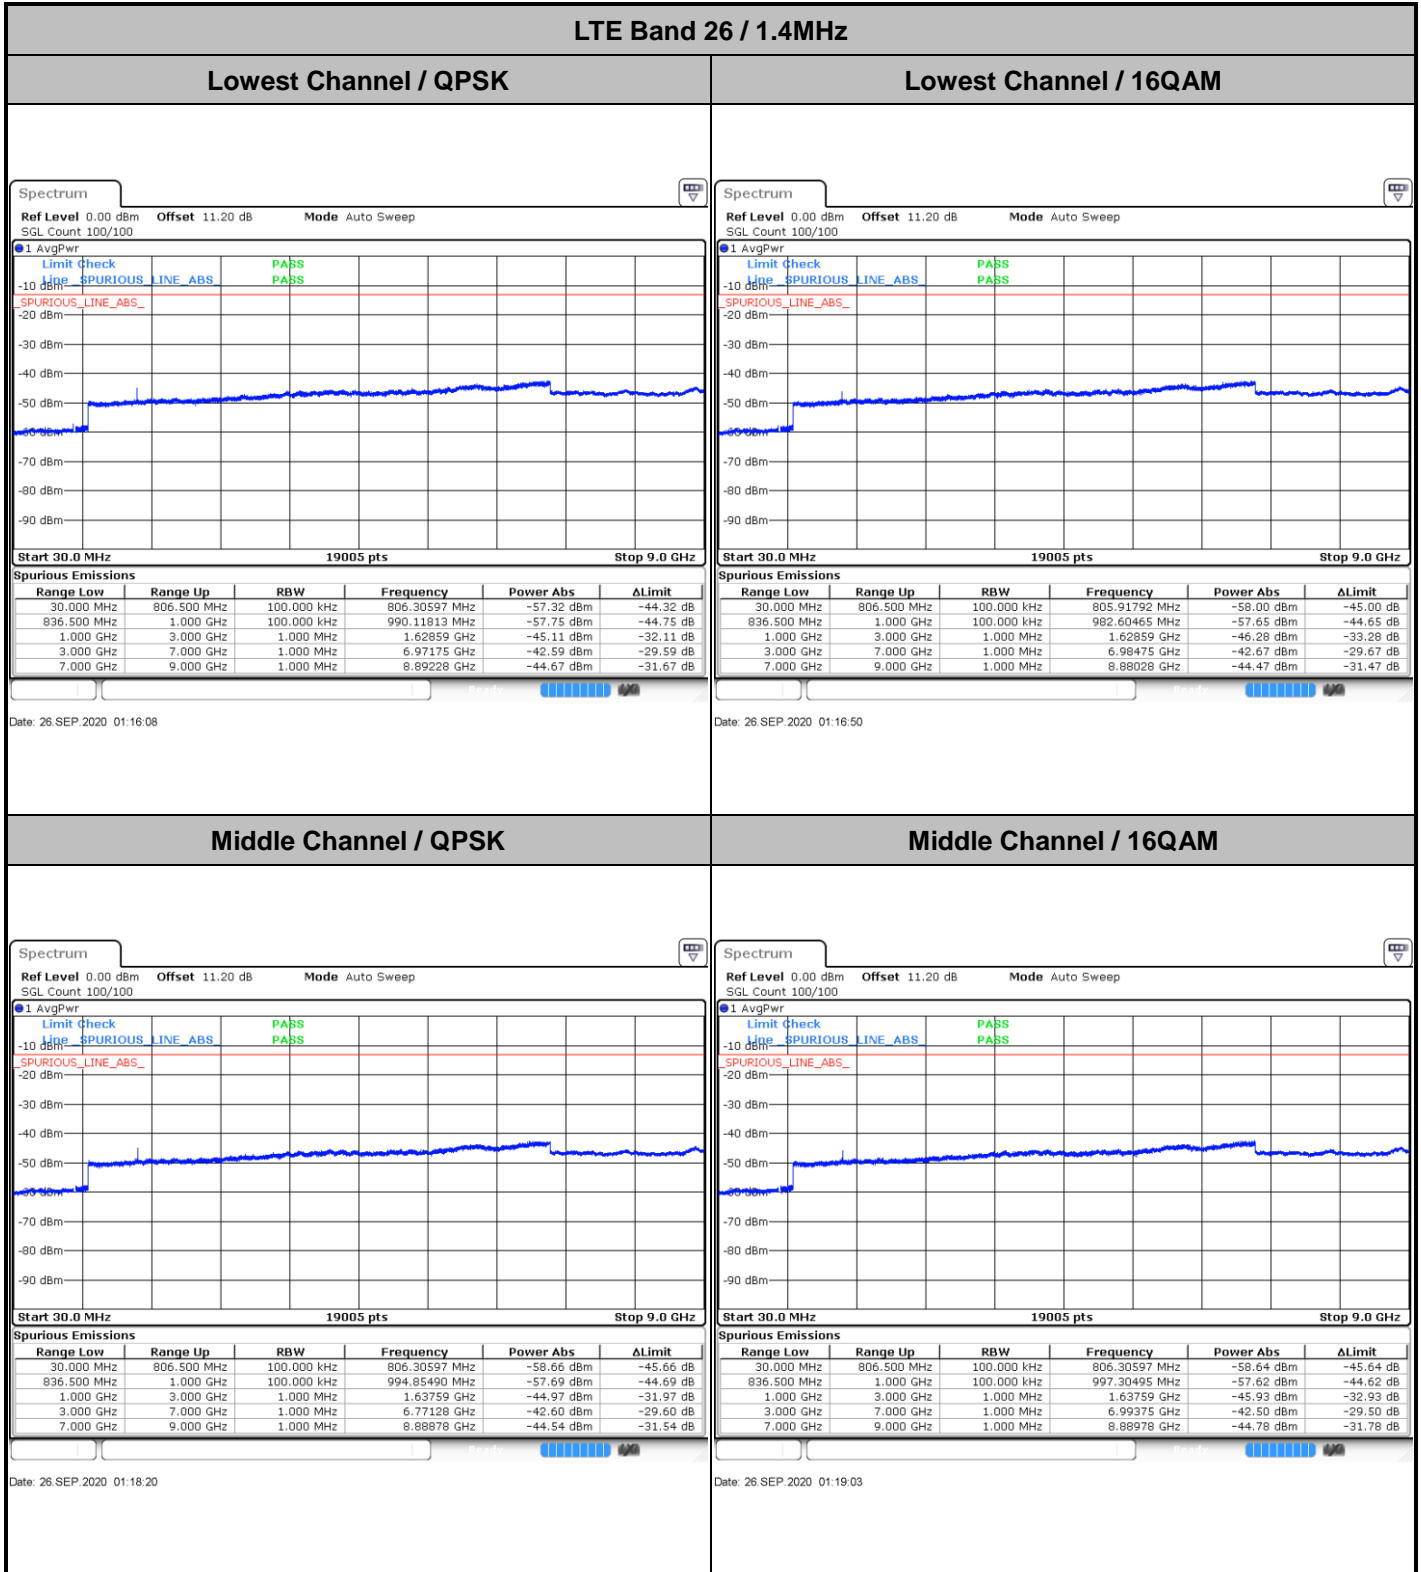 LTE Band 26 / 1.4MHz
Lowest Channel / QPSK
Lowest Channel / 16QAM
Spectrum
Ref Level 0.00 dBm Offset 11.20 dB Mode Auto Sweep
SGL Count 100/100
1 AvgPwr
Limit Check PASS
Line _SPURIOUS_LINE_ABS_ PASS
-10 dBm
_SPURIOUS_LINE_ABS_
-20 dBm
-30 dBm
-40 dBm
-50 dBm
-60 dBm
-70 dBm
-80 dBm
-90 dBm
Start 30.0 MHz 19005 pts Stop 9.0 GHz
Spurious Emissions
Range Low Range Up RBW Frequency Power Abs ΔLimit
30.000 MHz 806.500 MHz 100.000 kHz 806.30597 MHz -57.32 dBm -44.32 dB
836.500 MHz 1.000 GHz 100.000 kHz 990.11813 MHz -57.75 dBm -44.75 dB
1.000 GHz 3.000 GHz 1.000 MHz 1.62859 GHz -45.11 dBm -32.11 dB
3.000 GHz 7.000 GHz 1.000 MHz 6.97175 GHz -42.59 dBm -29.59 dB
7.000 GHz 9.000 GHz 1.000 MHz 8.89228 GHz -44.67 dBm -31.67 dB
Ready
Date: 26.SEP.2020 01:16:08
Spectrum
Ref Level 0.00 dBm Offset 11.20 dB Mode Auto Sweep
SGL Count 100/100
1 AvgPwr
Limit Check PASS
Line _SPURIOUS_LINE_ABS_ PASS
-10 dBm
_SPURIOUS_LINE_ABS_
-20 dBm
-30 dBm
-40 dBm
-50 dBm
-60 dBm
-70 dBm
-80 dBm
-90 dBm
Start 30.0 MHz 19005 pts Stop 9.0 GHz
Spurious Emissions
Range Low Range Up RBW Frequency Power Abs ΔLimit
30.000 MHz 806.500 MHz 100.000 kHz 805.91792 MHz -58.00 dBm -45.00 dB
836.500 MHz 1.000 GHz 100.000 kHz 982.60465 MHz -57.65 dBm -44.65 dB
1.000 GHz 3.000 GHz 1.000 MHz 1.62859 GHz -46.28 dBm -33.28 dB
3.000 GHz 7.000 GHz 1.000 MHz 6.98475 GHz -42.67 dBm -29.67 dB
7.000 GHz 9.000 GHz 1.000 MHz 8.88028 GHz -44.47 dBm -31.47 dB
Ready
Date: 26.SEP.2020 01:16:50
Middle Channel / QPSK
Middle Channel / 16QAM
Spectrum
Ref Level 0.00 dBm Offset 11.20 dB Mode Auto Sweep
SGL Count 100/100
1 AvgPwr
Limit Check PASS
Line _SPURIOUS_LINE_ABS_ PASS
-10 dBm
_SPURIOUS_LINE_ABS_
-20 dBm
-30 dBm
-40 dBm
-50 dBm
-60 dBm
-70 dBm
-80 dBm
-90 dBm
Start 30.0 MHz 19005 pts Stop 9.0 GHz
Spurious Emissions
Range Low Range Up RBW Frequency Power Abs ΔLimit
30.000 MHz 806.500 MHz 100.000 kHz 806.30597 MHz -58.66 dBm -45.66 dB
836.500 MHz 1.000 GHz 100.000 kHz 994.85490 MHz -57.69 dBm -44.69 dB
1.000 GHz 3.000 GHz 1.000 MHz 1.63759 GHz -44.97 dBm -31.97 dB
3.000 GHz 7.000 GHz 1.000 MHz 6.77128 GHz -42.60 dBm -29.60 dB
7.000 GHz 9.000 GHz 1.000 MHz 8.88878 GHz -44.54 dBm -31.54 dB
Ready
Date: 26.SEP.2020 01:18:20
Spectrum
Ref Level 0.00 dBm Offset 11.20 dB Mode Auto Sweep
SGL Count 100/100
1 AvgPwr
Limit Check PASS
Line _SPURIOUS_LINE_ABS_ PASS
-10 dBm
_SPURIOUS_LINE_ABS_
-20 dBm
-30 dBm
-40 dBm
-50 dBm
-60 dBm
-70 dBm
-80 dBm
-90 dBm
Start 30.0 MHz 19005 pts Stop 9.0 GHz
Spurious Emissions
Range Low Range Up RBW Frequency Power Abs ΔLimit
30.000 MHz 806.500 MHz 100.000 kHz 806.30597 MHz -58.64 dBm -45.64 dB
836.500 MHz 1.000 GHz 100.000 kHz 997.30495 MHz -57.62 dBm -44.62 dB
1.000 GHz 3.000 GHz 1.000 MHz 1.63759 GHz -45.93 dBm -32.93 dB
3.000 GHz 7.000 GHz 1.000 MHz 6.99375 GHz -42.50 dBm -29.50 dB
7.000 GHz 9.000 GHz 1.000 MHz 8.88978 GHz -44.78 dBm -31.78 dB
Ready
Date: 26.SEP.2020 01:19:03